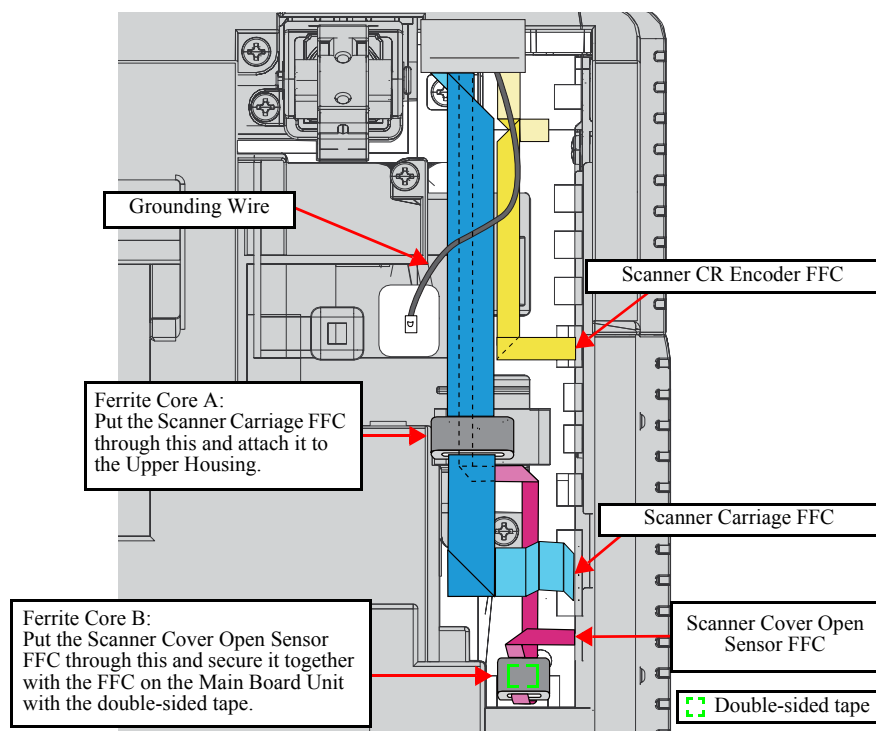 Grounding Wire
Scanner CR Encoder FFC
Ferrite Core A:
Put the Scanner Carriage FFC
through this and attach it to
the Upper Housing.
Scanner Carriage FFC
Ferrite Core B:
Put the Scanner Cover Open Sensor
FFC through this and secure it together
with the FFC on the Main Board Unit
with the double-sided tape.
Scanner Cover Open
Sensor FFC
Double-sided tape